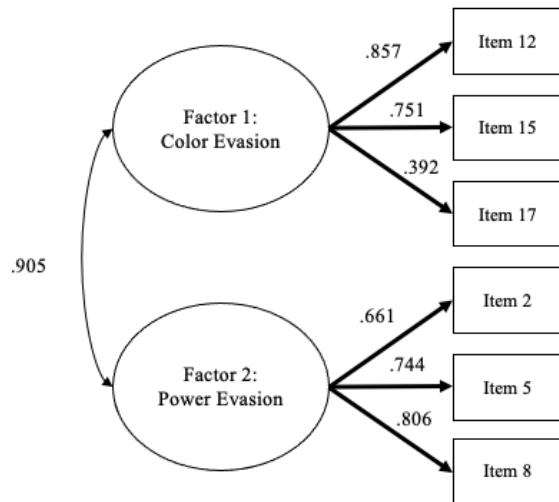 .857
Item 12
Factor 1:
Color Evasion
.751
Item 15
.392
Item 17
.905
.661
Item 2
Factor 2:
Power Evasion
.744
Item 5
.806
Item 8